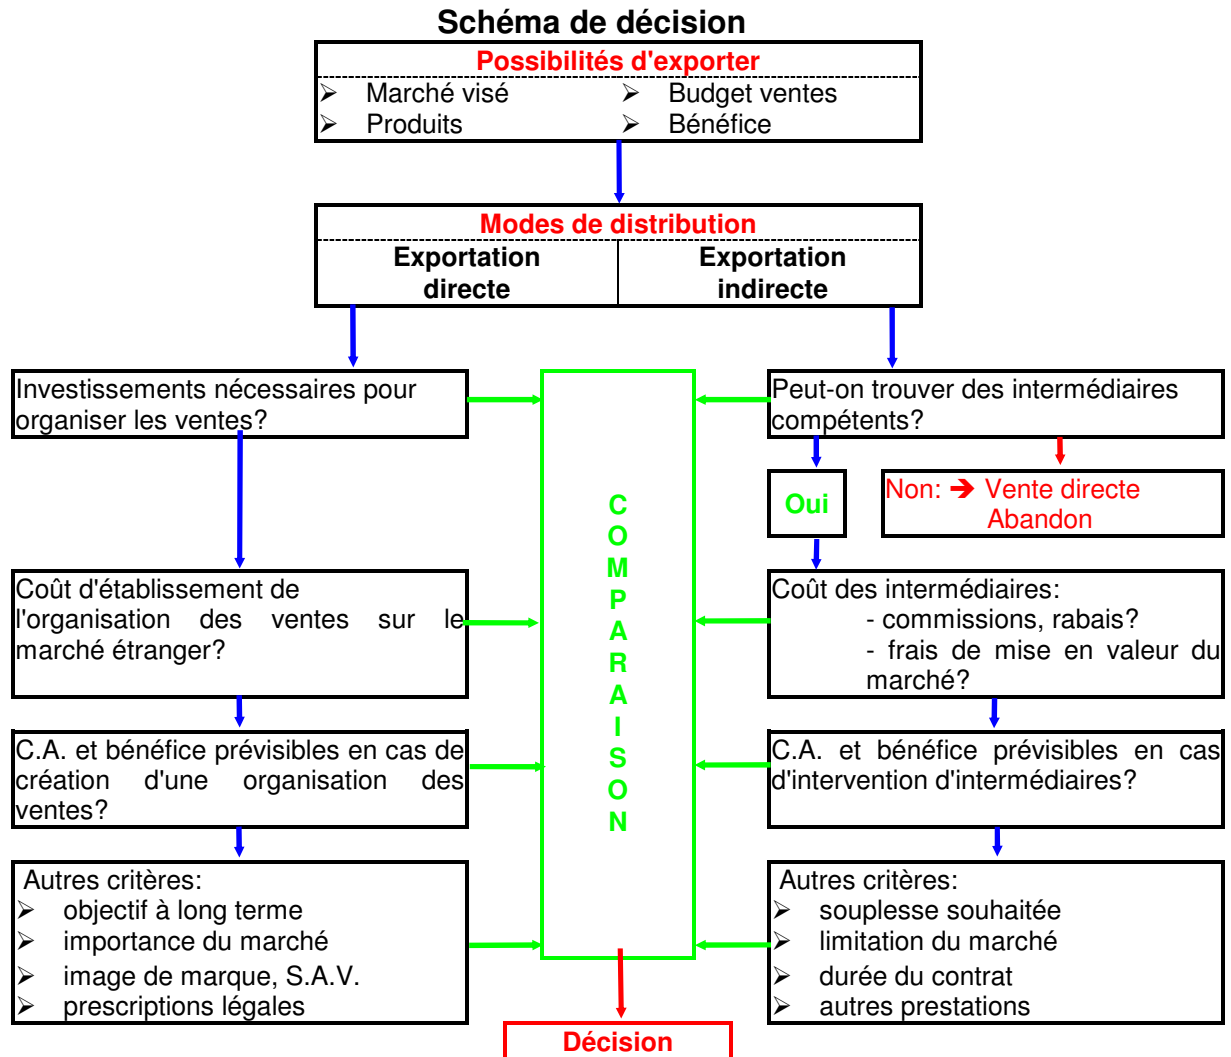 Schéma de décision
Possibilités d'exporter
➢ Marché visé
➢ Produits
➢ Budget ventes
➢ Bénéfice
Modes de distribution
Exportation
directe
Exportation
indirecte
Investissements nécessaires pour
organiser les ventes?
Coût d'établissement de
l'organisation des ventes sur le
marché étranger?
C.A. et bénéfice prévisibles en cas de
création d'une organisation des
ventes?
Autres critères:
➢ objectif à long terme
➢ importance du marché
➢ image de marque, S.A.V.
➢ prescriptions légales
C
O
M
P
A
R
A
I
S
O
N
Peut-on trouver des intermédiaires
compétents?
Oui
Non: ➔ Vente directe
Abandon
Coût des intermédiaires:
- commissions, rabais?
- frais de mise en valeur du
marché?
C.A. et bénéfice prévisibles en cas
d'intervention d'intermédiaires?
Autres critères:
➢ souplesse souhaitée
➢ limitation du marché
➢ durée du contrat
➢ autres prestations
Décision